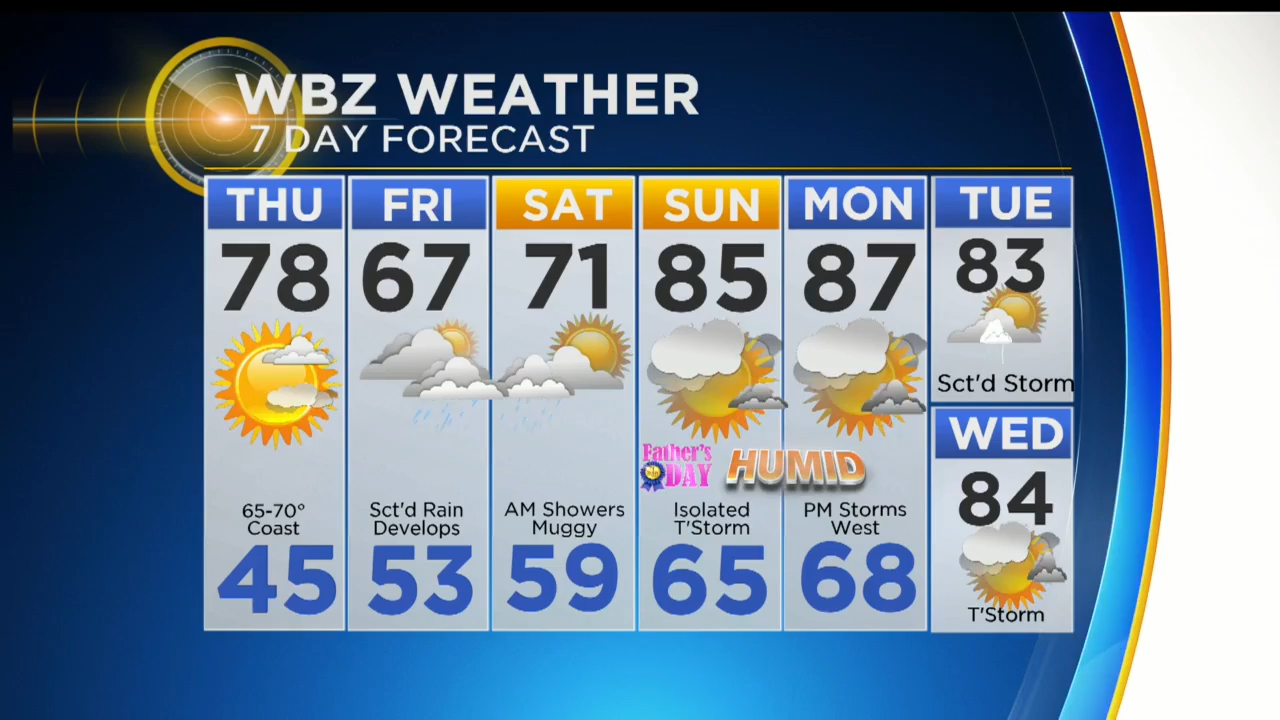 WBZ WEATHER
7 DAY FORECAST
THU
78
65-70°
Coast
45
FRI
67
Sct'd Rain
Develops
53
SAT
71
AM Showers
Muggy
59
SUN
85
Father's
DAY
Isolated
T'Storm
65
HUMID
MON
87
PM Storms
West
68
TUE
83
Sct'd Storm
WED
84
T'Storm